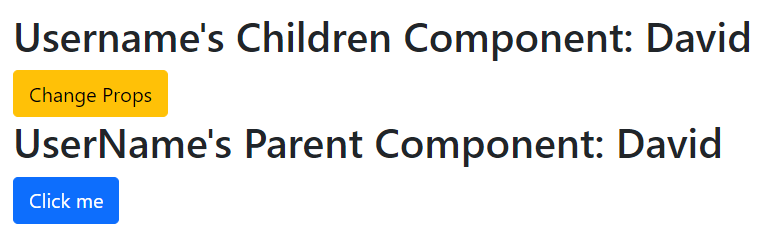 Username's Children Component: David
Change Props
UserName's Parent Component: David
Click me